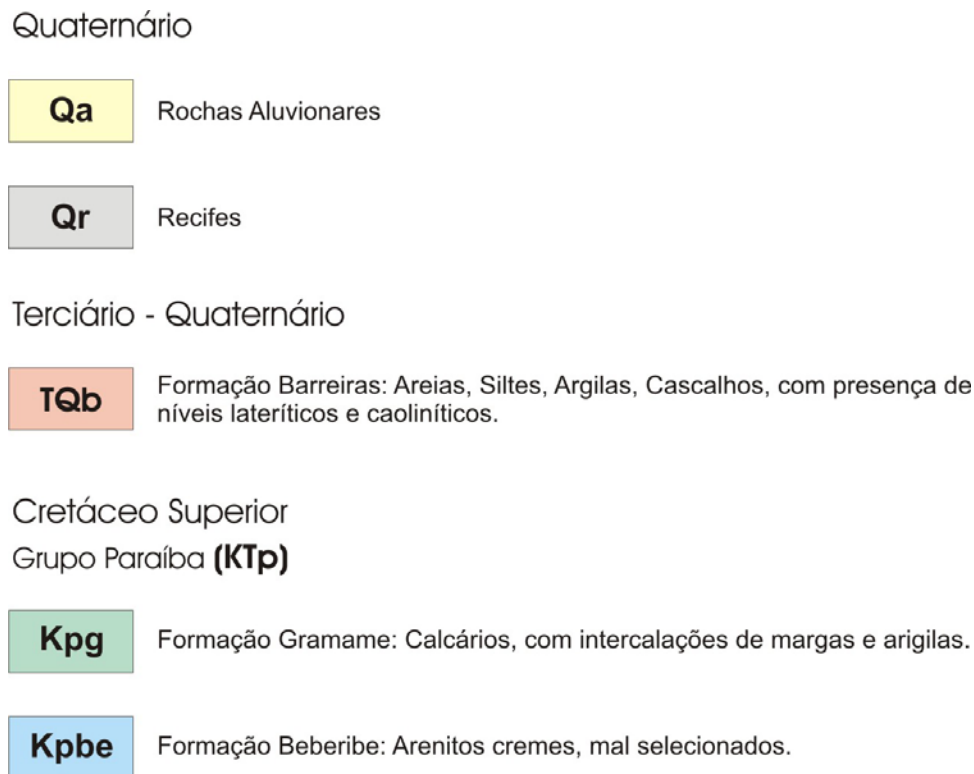 Quaternário
Qa Rochas Aluvionares
Qr Recifes
Terciário - Quaternário
TQb Formação Barreiras: Areias, Siltes, Argilas, Cascalhos, com presença de
níveis lateríticos e caoliníticos.
Cretáceo Superior
Grupo Paraíba (KTp)
Kpg Formação Gramame: Calcários, com intercalações de margas e arigilas.
Kpbe Formação Beberibe: Arenitos cremes, mal selecionados.